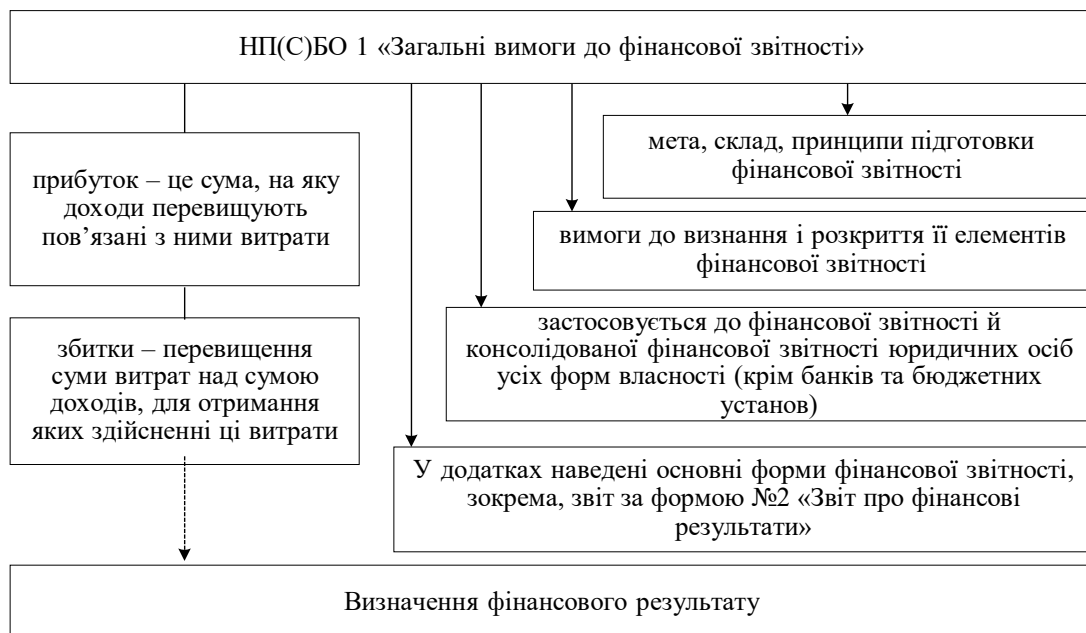 НП(С)БО 1 «Загальні вимоги до фінансової звітності»
прибуток – це сума, на яку
доходи перевищують
пов’язані з ними витрати
збитки – перевищення
суми витрат над сумою
доходів, для отримання
яких здійсненні ці витрати
мета, склад, принципи підготовки
фінансової звітності
вимоги до визнання і розкриття її елементів
фінансової звітності
застосовується до фінансової звітності й
консолідованої фінансової звітності юридичних осіб
усіх форм власності (крім банків та бюджетних
установ)
У додатках наведені основні форми фінансової звітності,
зокрема, звіт за формою №2 «Звіт про фінансові
результати»
Визначення фінансового результату